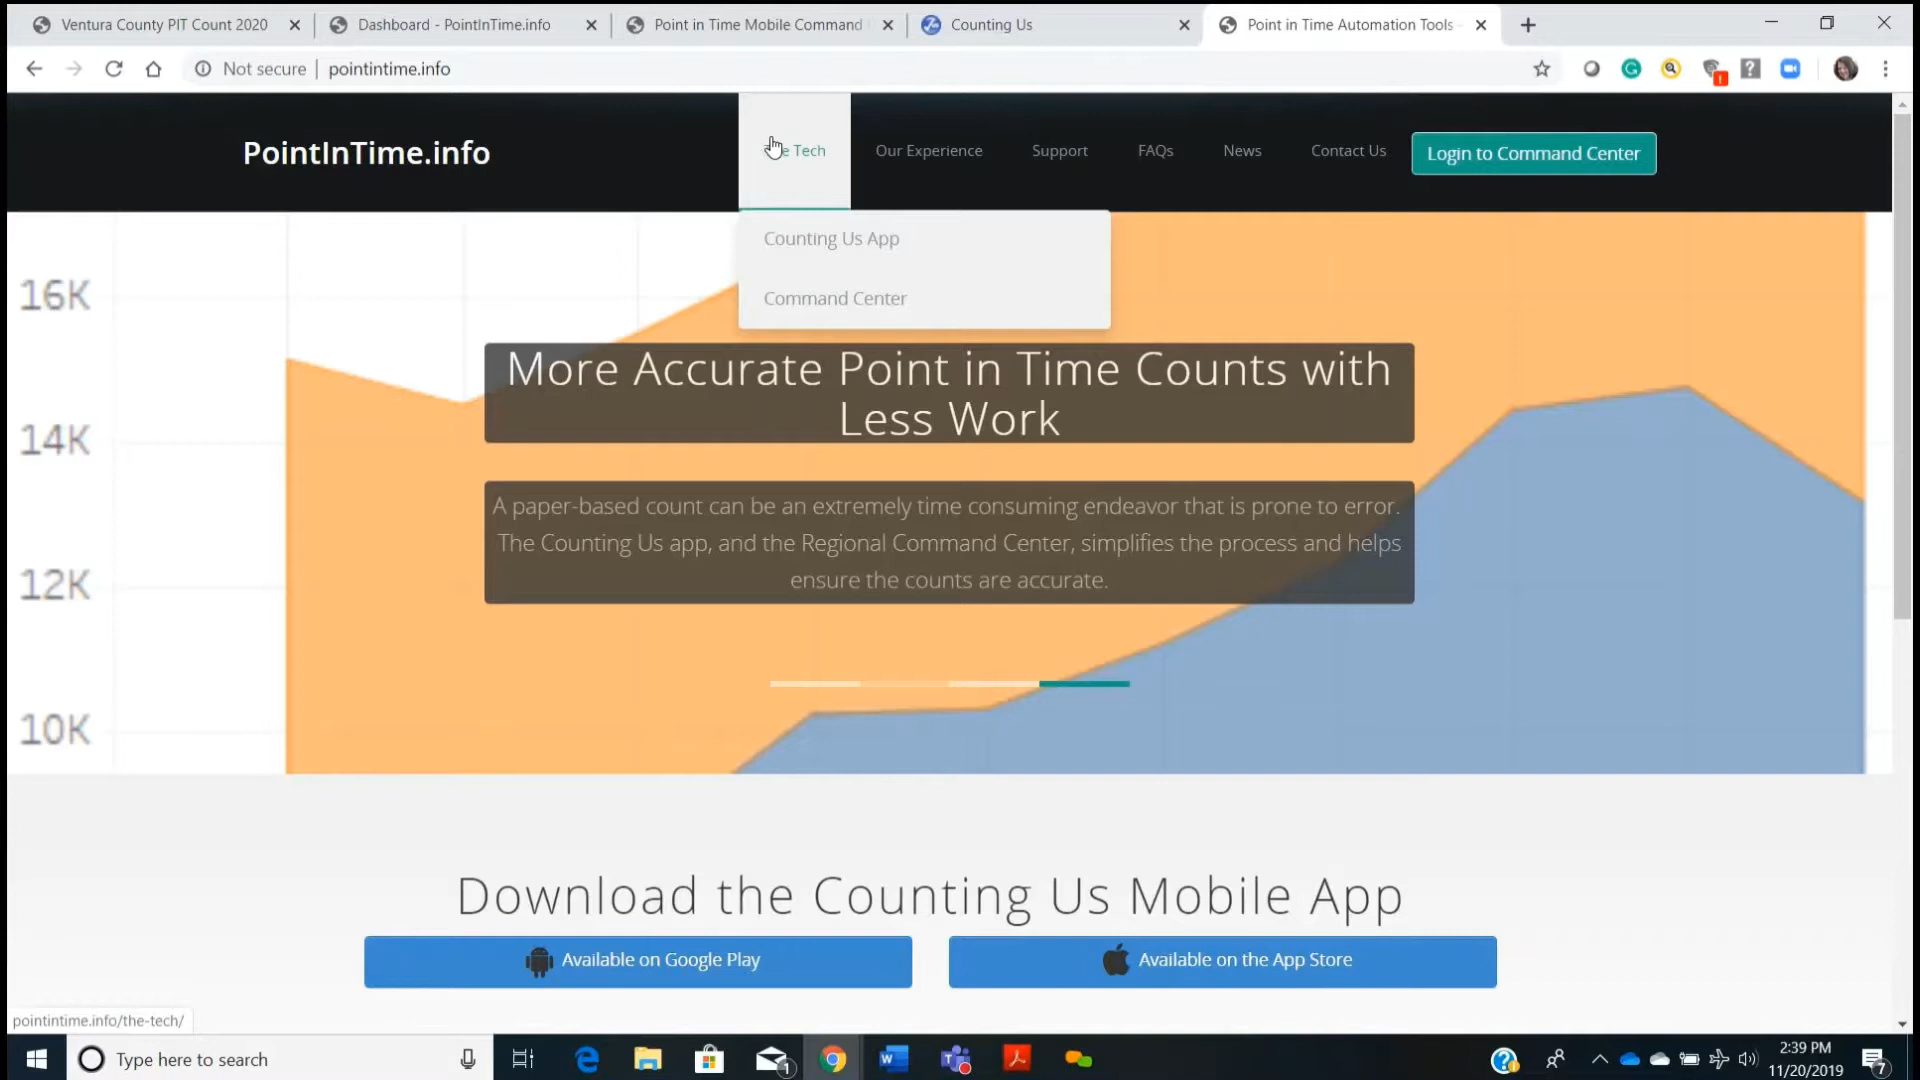 Ventura County PIT Count 2020
Dashboard - PointInTime.info
Point in Time Mobile Command
Counting Us
Point in Time Automation Tools
Not secure
pointintime.info
PointInTime.info
Tech
Our Experience
Support
FAQs
News
Contact Us
Login to Command Center
Counting Us App
Command Center
16K
14K
12K
10K
More Accurate Point in Time Counts with
Less Work
A paper-based count can be an extremely time consuming endeavor that is prone to error.
The Counting Us app, and the Regional Command Center, simplifies the process and helps
ensure the counts are accurate.
Download the Counting Us Mobile App
Available on Google Play
Available on the App Store
pointintime.info/the-tech/
Type here to search
1
2:39 PM
11/20/2019
7